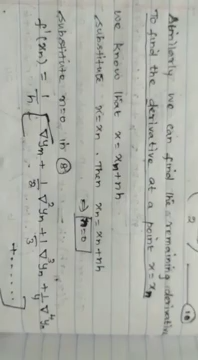 (10)
Similarly we can find the remaining derivative
To find the derivative at a point x = xn
We know that x = xn + nh
substitute x = xn. Then xn = xn + nh
⇒ n = 0
substitute n = 0 in (B)
f'(xn) = 1/h [∇yn + 1/2 ∇²yn + 1/3 ∇³yn + 1/4 ∇⁴yn
+ ......]